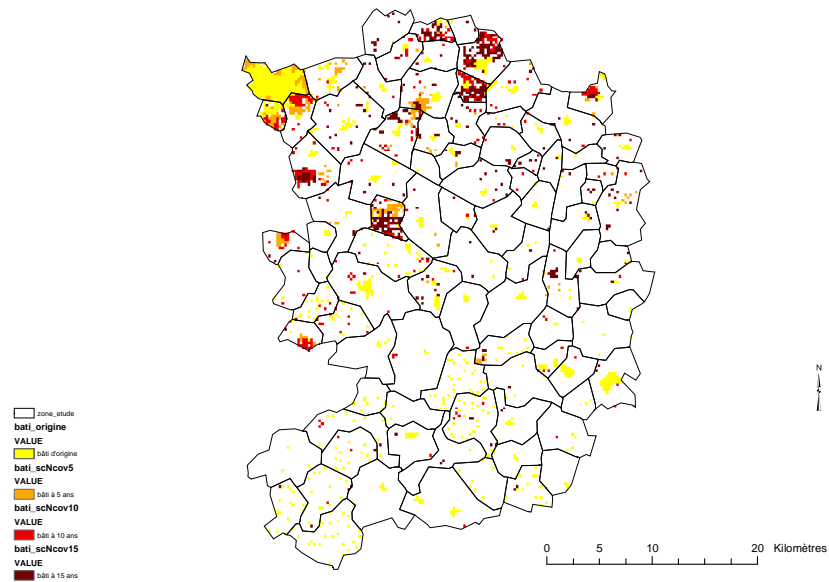 N
zone_etude
bati_origine
VALUE
bâti d'origine
bati_scNcov5
VALUE
bâti à 5 ans
bati_scNcov10
VALUE
bâti à 10 ans
bati_scNcov15
VALUE
bâti à 15 ans
0 5 10 20 Kilomètres